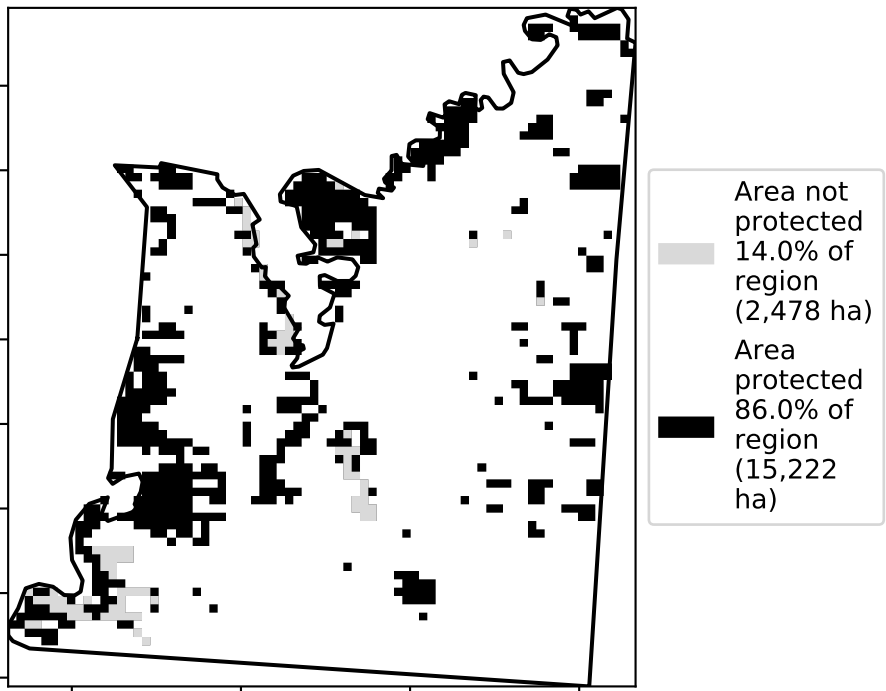 Area not
protected
14.0% of
region
(2,478 ha)
Area
protected
86.0% of
region
(15,222
ha)